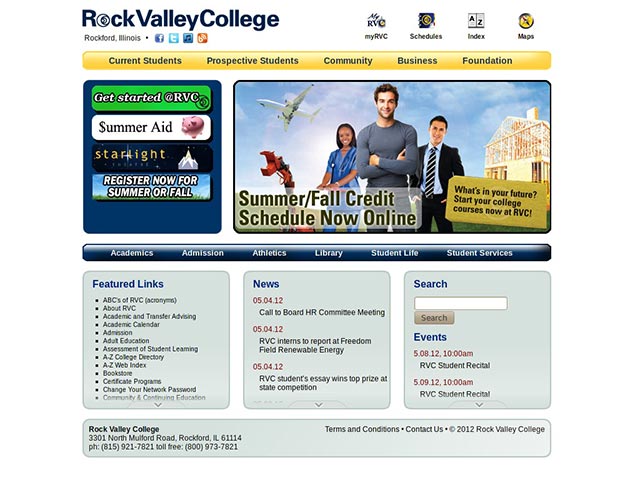 RockValleyCollege
Rockford, Illinois •
My RVC
myRVC
Schedules
A Z
Index
Maps
Current Students
Prospective Students
Community
Business
Foundation
Get started @RVC
$ummer Aid
starlight
REGISTER NOW FOR
SUMMER OR FALL
Summer/Fall Credit
Schedule Now Online
What's in your future?
Start your college
courses now at RVC!
Academics
Admission
Athletics
Library
Student Life
Student Services
Featured Links
ABC's of RVC (acronyms)
About RVC
Academic and Transfer Advising
Academic Calendar
Admission
Adult Education
Assessment of Student Learning
A-Z College Directory
A-Z Web Index
Bookstore
Certificate Programs
Change Your Network Password
Community & Continuing Education
News
05.04.12
Call to Board HR Committee Meeting
05.04.12
RVC interns to report at Freedom
Field Renewable Energy
05.04.12
RVC student's essay wins top prize at
state competition
Search
Search
Events
5.08.12, 10:00am
RVC Student Recital
5.09.12, 10:00am
RVC Student Recital
Rock Valley College
3301 North Mulford Road, Rockford, IL 61114
ph: (815) 921-7821 toll free: (800) 973-7821
Terms and Conditions • Contact Us • © 2012 Rock Valley College